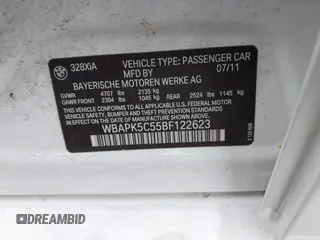 328XiA
VEHICLE TYPE: PASSENGER CAR
MFD BY
07/11
BAYERISCHE MOTOREN WERKE AG
GVWR 4707 lbs 2135 kg
GAWR FRONT 2304 lbs 1045 kg REAR 2524 lbs 1145 kg
THIS VEHICLE CONFORMS TO ALL APPLICABLE
FEDERAL MOTOR VEHICLE SAFETY, BUMPER,
AND THEFT PREVENTION STANDARDS IN EFFECT
ON THE DATE OF MANUFACTURE SHOWN ABOVE.
WBAPK5C55BF122623
DREAMBID